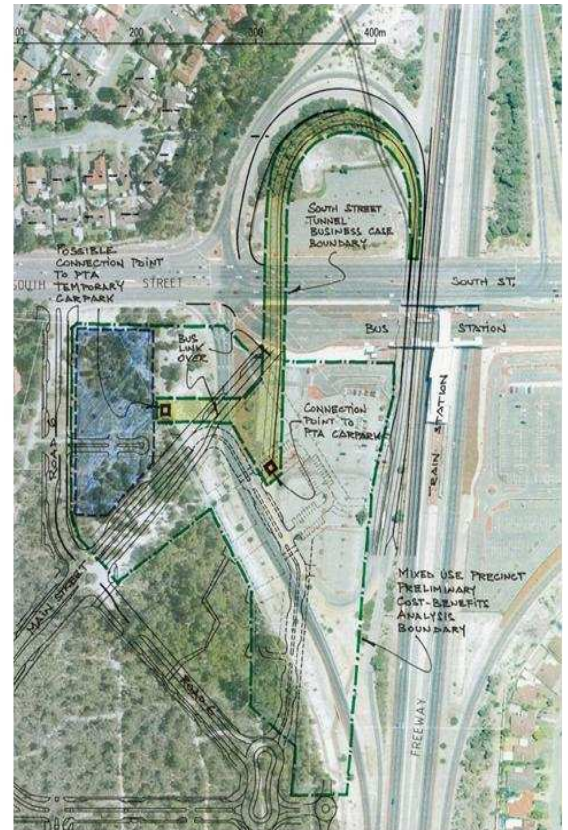 200
300
400m
SOUTH STREET
TUNNEL
BUSINESS CASE
BOUNDARY
POSSIBLE
CONNECTION POINT
TO PTA
TEMPORARY
CARPARK
SOUTH STREET
SOUTH ST.
BUS STATION
BUS
LINK
OVER
CONNECTION
POINT TO
PTA CARPARK
TRAIN STATION
ROAD 6
MIXED USE PRECINCT
PRELIMINARY
COST-BENEFITS
ANALYSIS
BOUNDARY
MAIN STREET
FREEWAY